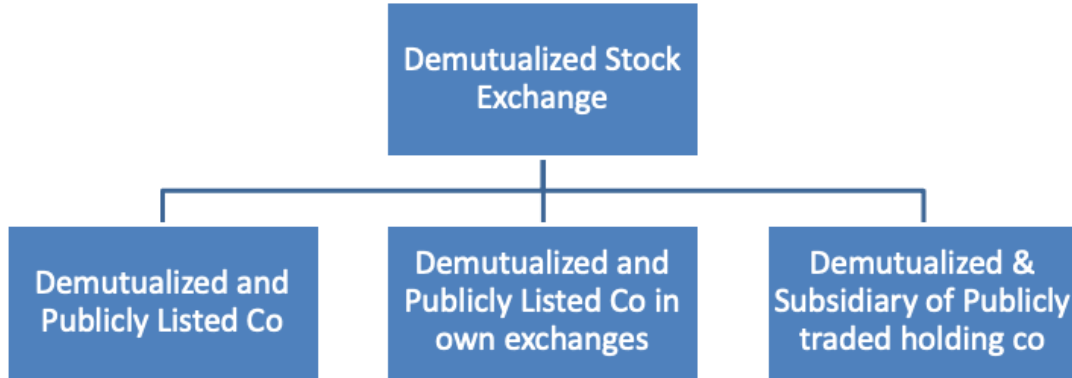 Demutualized Stock
Exchange
Demutualized and
Publicly Listed Co
Demutualized and
Publicly Listed Co in
own exchanges
Demutualized &
Subsidiary of Publicly
traded holding co